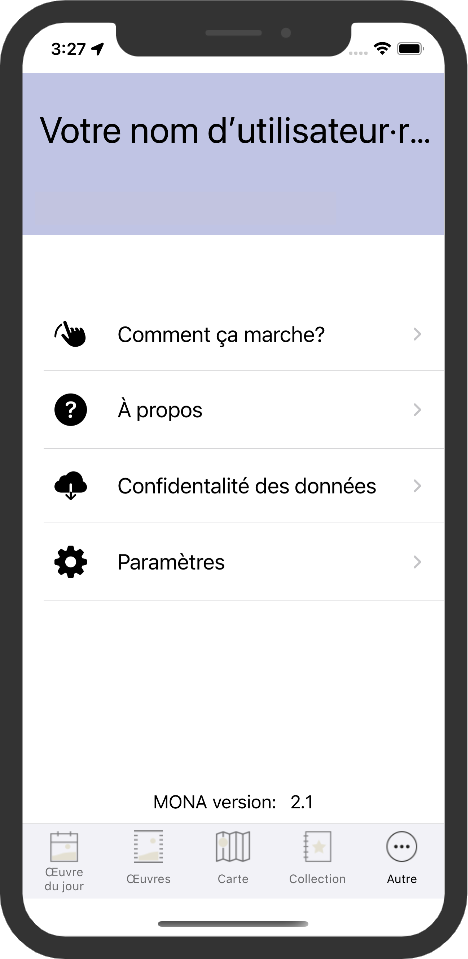 3:27
Votre nom d’utilisateur·r...
Comment ça marche?
À propos
Confidentalité des données
Paramètres
MONA version: 2.1
Œuvre
du jour
Œuvres
Carte
Collection
Autre